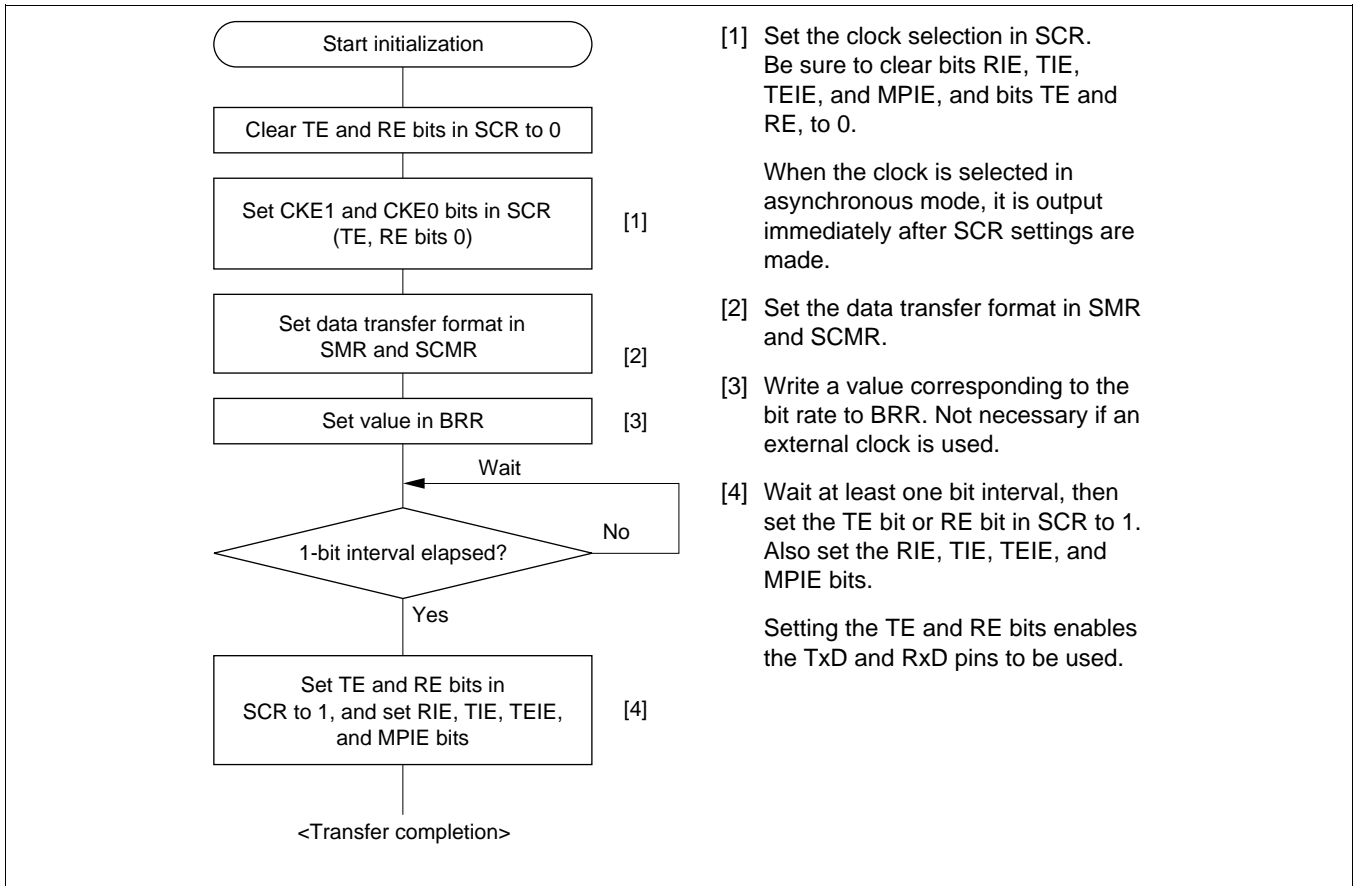 Start initialization
Clear TE and RE bits in SCR to 0
Set CKE1 and CKE0 bits in SCR
(TE, RE bits 0)
[1]
Set data transfer format in
SMR and SCMR
[2]
Set value in BRR
[3]
Wait
No
1-bit interval elapsed?
Yes
Set TE and RE bits in
SCR to 1, and set RIE, TIE, TEIE,
and MPIE bits
[4]
<Transfer completion>
[1] Set the clock selection in SCR.
Be sure to clear bits RIE, TIE,
TEIE, and MPIE, and bits TE and
RE, to 0.
When the clock is selected in
asynchronous mode, it is output
immediately after SCR settings are
made.
[2] Set the data transfer format in SMR
and SCMR.
[3] Write a value corresponding to the
bit rate to BRR. Not necessary if an
external clock is used.
[4] Wait at least one bit interval, then
set the TE bit or RE bit in SCR to 1.
Also set the RIE, TIE, TEIE, and
MPIE bits.
Setting the TE and RE bits enables
the TxD and RxD pins to be used.